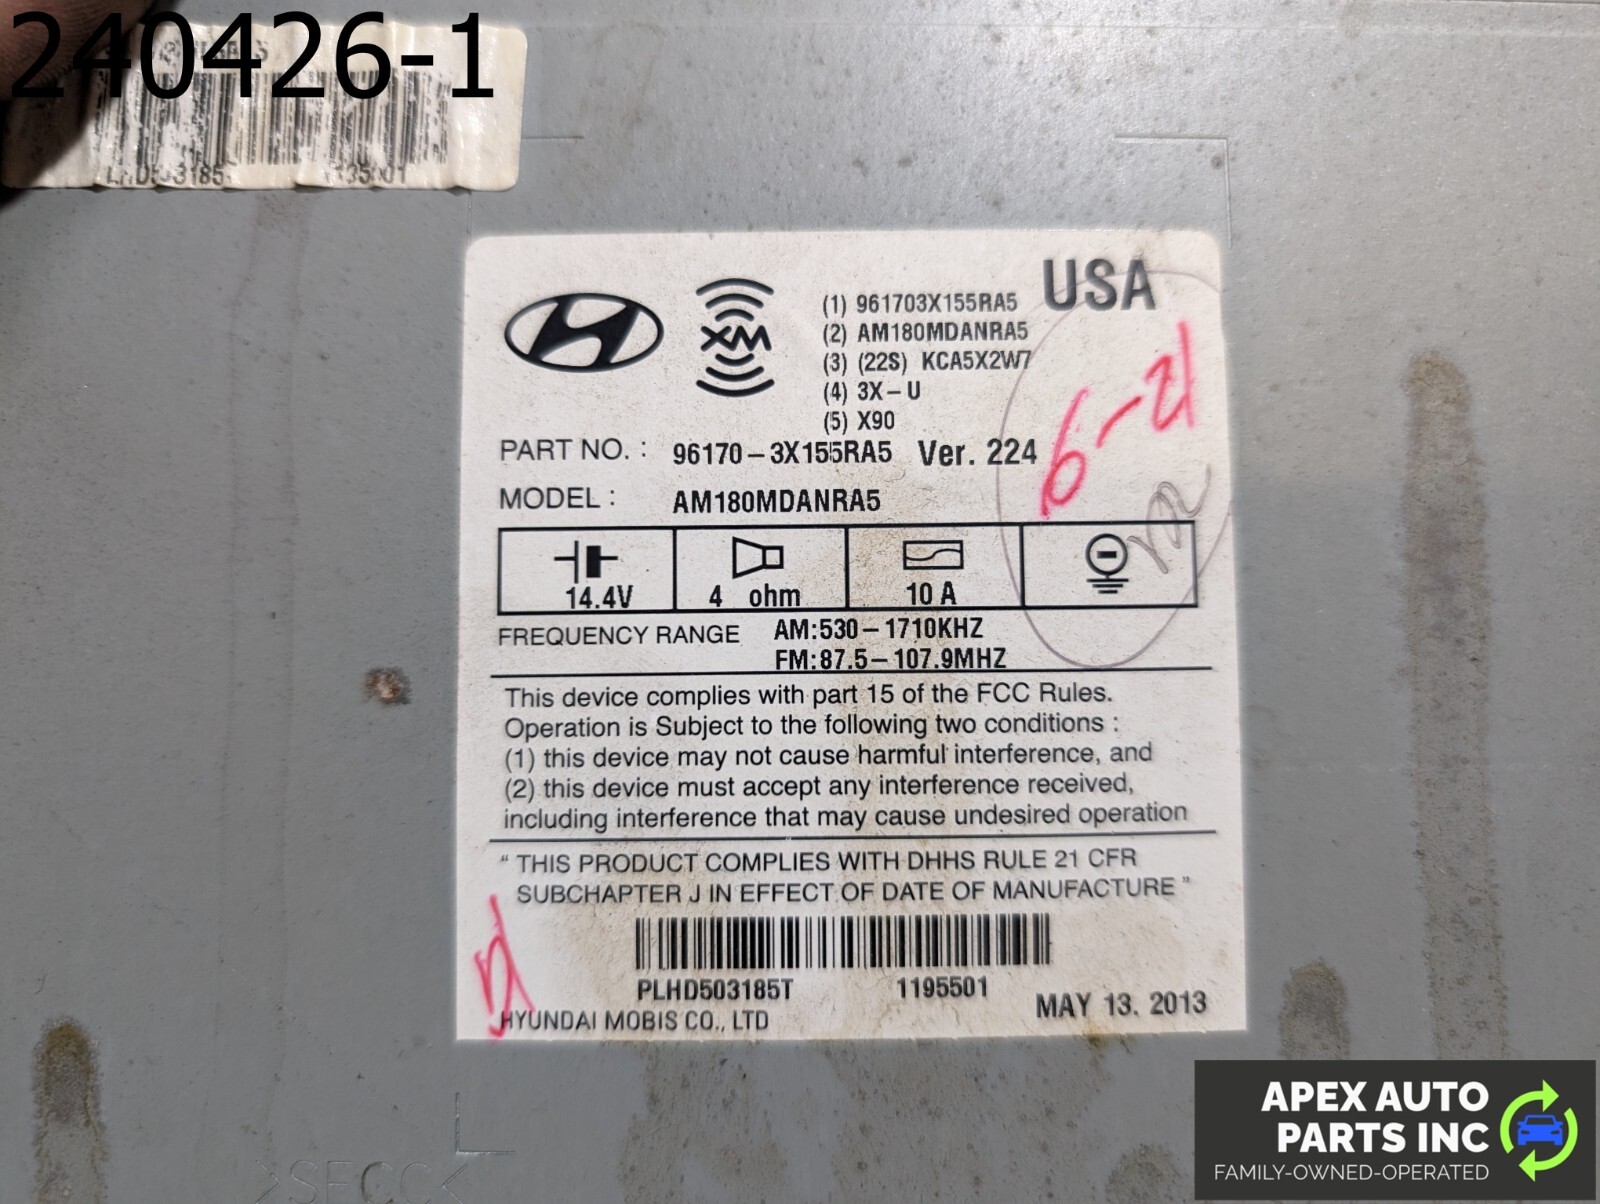 240426-1
USA
XM
(1) 961703X155RA5
(2) AM180MDANRA5
(3) (22S) KCA5X2W7
(4) 3X-U
(5) X90
6-21
PART NO. : 96170-3X155RA5 Ver. 224
MODEL : AM180MDANRA5
14.4V 4 ohm 10 A
FREQUENCY RANGE AM:530-1710KHZ
FM:87.5-107.9MHZ
This device complies with part 15 of the FCC Rules.
Operation is Subject to the following two conditions :
(1) this device may not cause harmful interference, and
(2) this device must accept any interference received,
including interference that may cause undesired operation
" THIS PRODUCT COMPLIES WITH DHHS RULE 21 CFR
SUBCHAPTER J IN EFFECT OF DATE OF MANUFACTURE "
PLHD503185T 1195501
MAY 13. 2013
HYUNDAI MOBIS CO., LTD
>SECC<
APEX AUTO
PARTS INC
FAMILY-OWNED-OPERATED